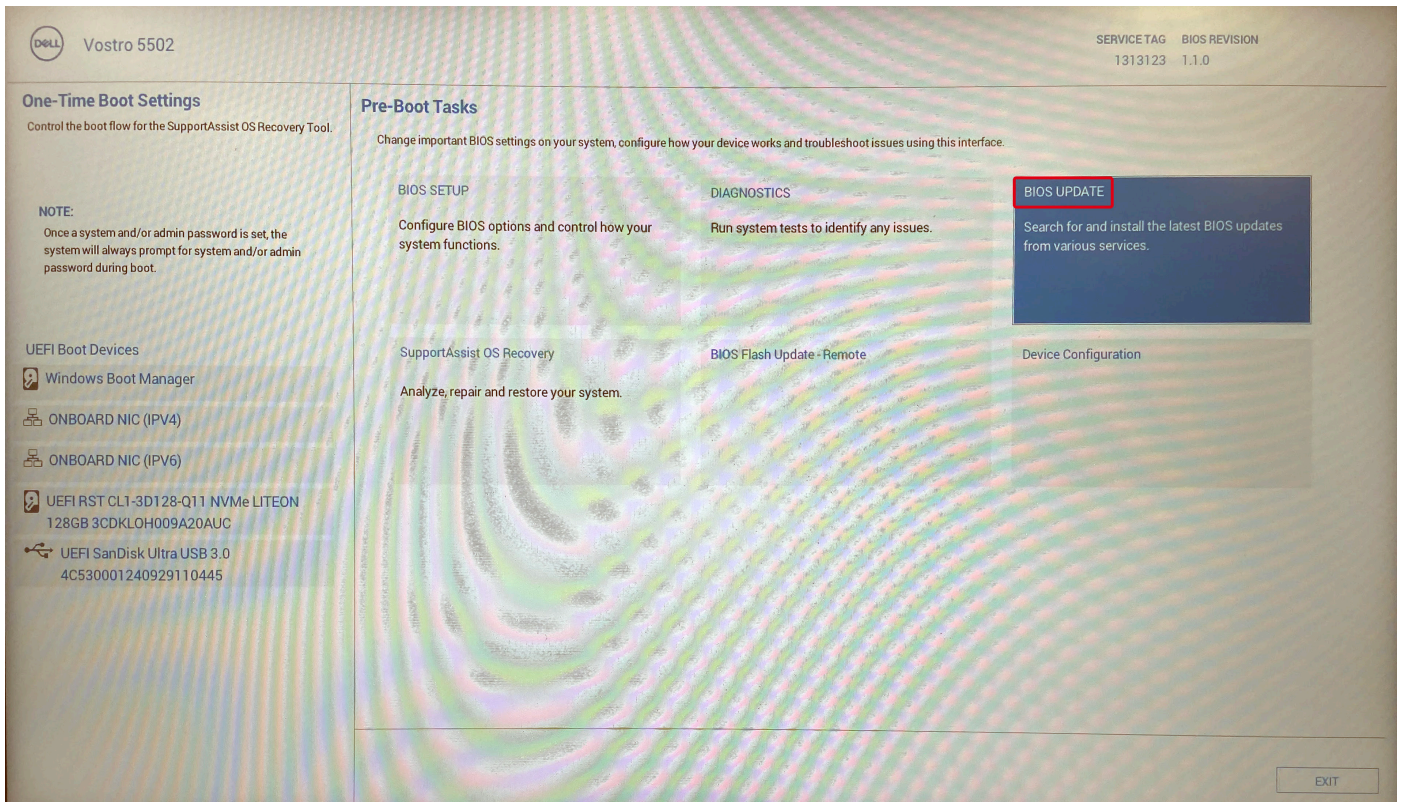 DELL
Vostro 5502
SERVICE TAG BIOS REVISION
1313123 1.1.0
One-Time Boot Settings
Control the boot flow for the SupportAssist OS Recovery Tool.
NOTE:
Once a system and/or admin password is set, the
system will always prompt for system and/or admin
password during boot.
UEFI Boot Devices
Windows Boot Manager
ONBOARD NIC (IPV4)
ONBOARD NIC (IPV6)
UEFI RST CL1-3D128-Q11 NVMe LITEON
128GB 3CDKLOH009A20AUC
UEFI SanDisk Ultra USB 3.0
4C530001240929110445
Pre-Boot Tasks
Change important BIOS settings on your system, configure how your device works and troubleshoot issues using this interface.
BIOS SETUP
Configure BIOS options and control how your
system functions.
DIAGNOSTICS
Run system tests to identify any issues.
BIOS UPDATE
Search for and install the latest BIOS updates
from various services.
SupportAssist OS Recovery
Analyze, repair and restore your system.
BIOS Flash Update - Remote
Device Configuration
EXIT